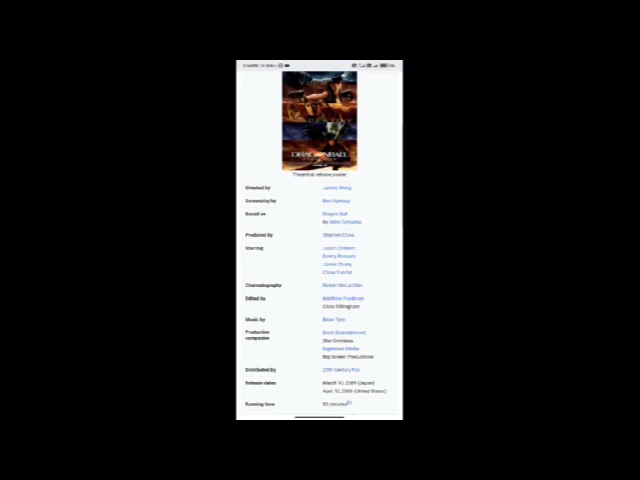 DRAGONBALL
Theatrical release poster
Directed by James Wong
Screenplay by Ben Ramsey
Based on Dragon Ball
by Akira Toriyama
Produced by Stephen Chow
Starring Justin Chatwin
Emmy Rossum
Jamie Chung
Chow Yun-fat
Cinematography Robert McLachlan
Edited by Matthew Friedman
Chris Willingham
Music by Brian Tyler
Production Dune Entertainment
companies Star Overseas
Ingenious Media
Big Screen Productions
Distributed by 20th Century Fox
Release dates March 10, 2009 (Japan)
April 10, 2009 (United States)
Running time 85 minutes